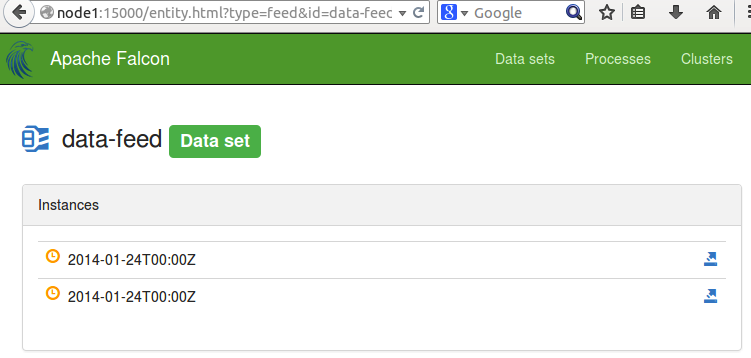 node1:15000/entity.html?type=feed&id=data-feed
Google
Apache Falcon
Data sets
Processes
Clusters
data-feed
Data set
Instances
2014-01-24T00:00Z
2014-01-24T00:00Z